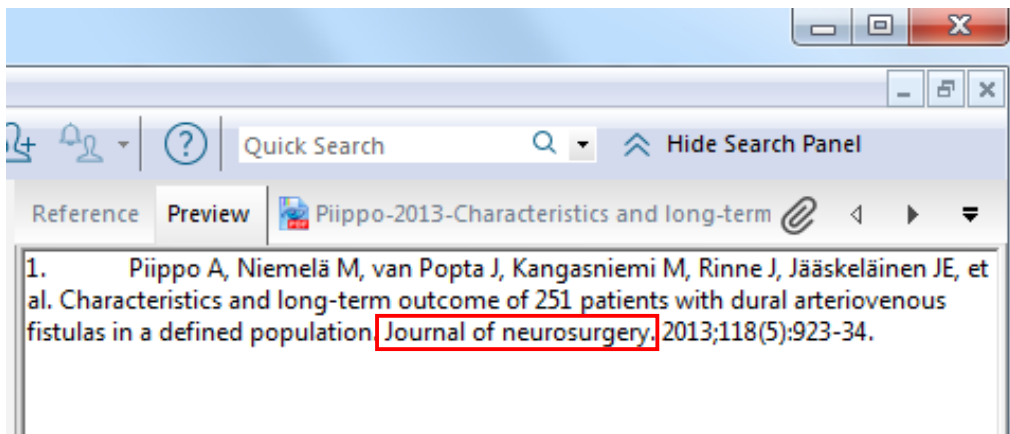 Quick Search
Hide Search Panel
Reference Preview Piippo-2013-Characteristics and long-term
1. Piippo A, Niemelä M, van Popta J, Kangasniemi M, Rinne J, Jääskeläinen JE, et
al. Characteristics and long-term outcome of 251 patients with dural arteriovenous
fistulas in a defined population. Journal of neurosurgery. 2013;118(5):923-34.